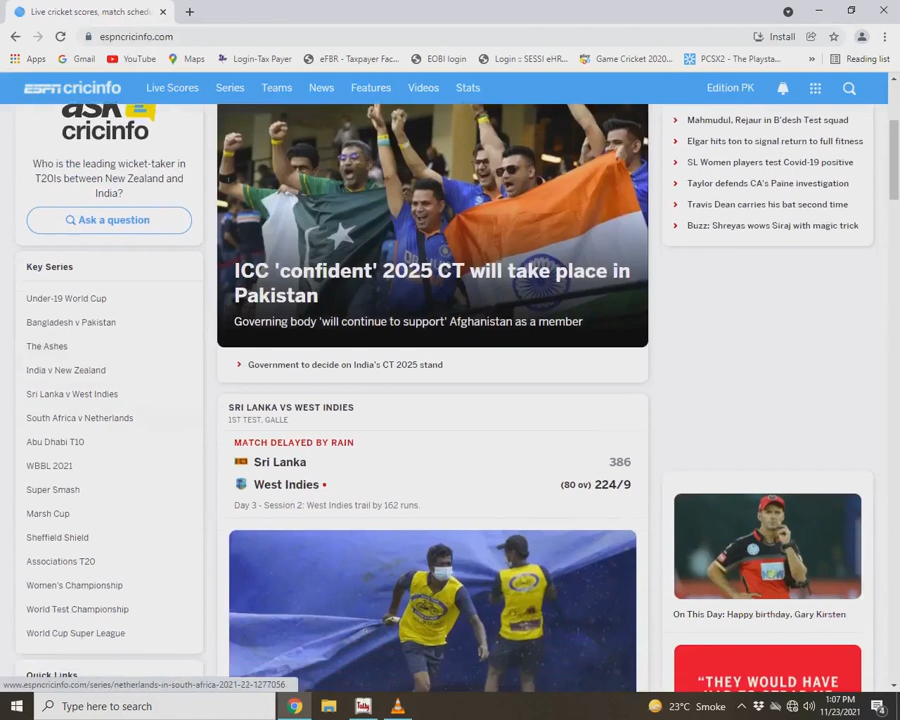 Live cricket scores, match sched
espncricinfo.com
Install
Apps
Gmail
YouTube
Maps
Login-Tax Payer
eFBR - Taxpayer Fac...
EOBI login
Login :: SESSI eHR...
Game Cricket 2020...
PCSX2 - The Playsta...
»
Reading list
ESPN cricinfo
Live Scores
Series
Teams
News
Features
Videos
Stats
Edition PK
ask
cricinfo
Who is the leading wicket-taker in
T20Is between New Zealand and
India?
Ask a question
Key Series
Under-19 World Cup
Bangladesh v Pakistan
The Ashes
India v New Zealand
Sri Lanka v West Indies
South Africa v Netherlands
Abu Dhabi T10
WBBL 2021
Super Smash
Marsh Cup
Sheffield Shield
Associations T20
Women's Championship
World Test Championship
World Cup Super League
Quick Links
www.espncricinfo.com/series/netherlands-in-south-africa-2021-22-1277056
ICC 'confident' 2025 CT will take place in
Pakistan
Governing body 'will continue to support' Afghanistan as a member
Government to decide on India's CT 2025 stand
SRI LANKA VS WEST INDIES
1ST TEST, GALLE
MATCH DELAYED BY RAIN
Sri Lanka 386
West Indies • (80 ov) 224/9
Day 3 - Session 2: West Indies trail by 162 runs.
Mahmudul, Rejaur in B'desh Test squad
Elgar hits ton to signal return to full fitness
SL Women players test Covid-19 positive
Taylor defends CA's Paine investigation
Travis Dean carries his bat second time
Buzz: Shreyas wows Siraj with magic trick
On This Day: Happy birthday, Gary Kirsten
"THEY WOULD HAVE
Type here to search
Tally
23°C Smoke
1:07 PM
11/23/2021
4